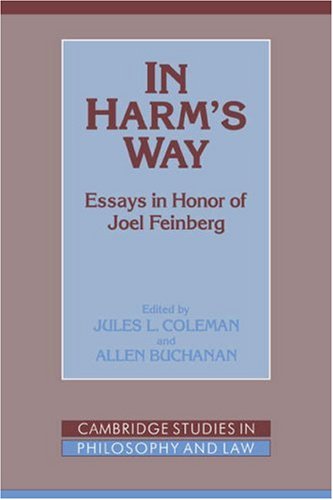 IN
HARM'S
WAY
Essays in Honor of
Joel Feinberg
Edited by
JULES L. COLEMAN
and
ALLEN BUCHANAN
CAMBRIDGE STUDIES IN
PHILOSOPHY AND LAW